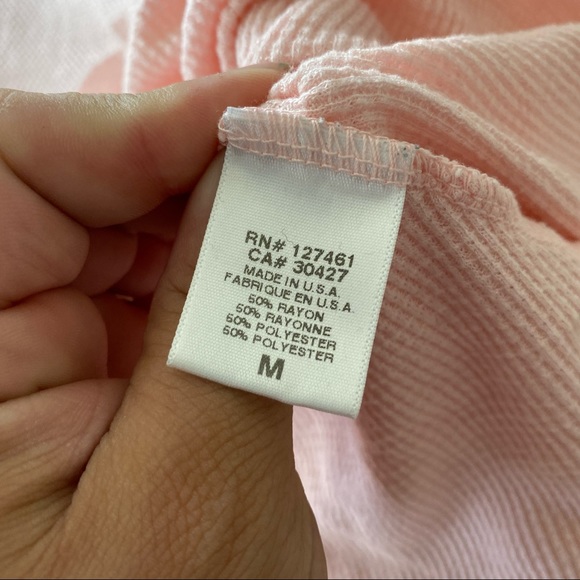 RN# 127461
CA# 30427
MADE IN U.S.A.
FABRIQUE EN U.S.A.
50% RAYON
50% RAYONNE
50% POLYESTER
50% POLYESTER
M